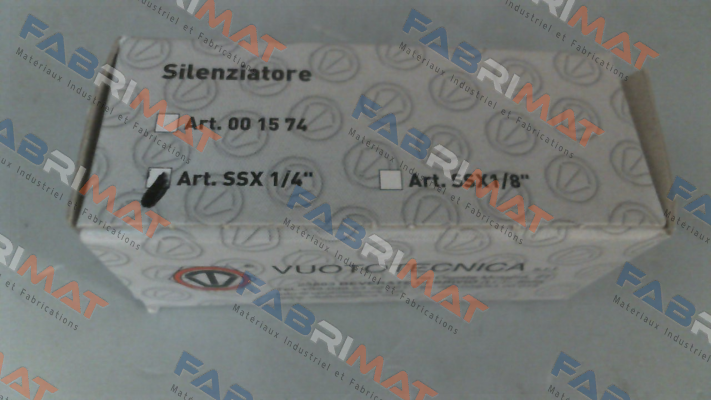 Silenziatore
Art. 00 15 74
Art. SSX 1/4"
Art. SSX1/8"
VUOTOTECNICA
FABRIMAT
Materiaux Industriel et Fabrications